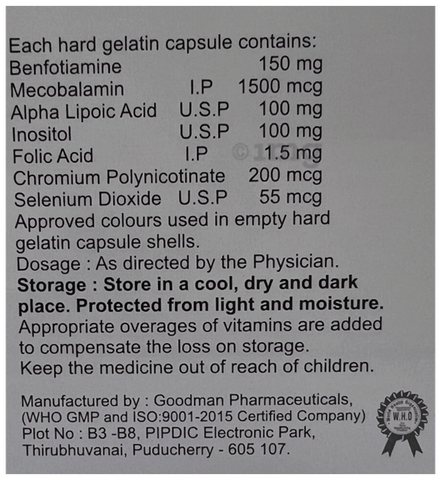 Each hard gelatin capsule contains:
Benfotiamine 150 mg
Mecobalamin I.P 1500 mcg
Alpha Lipoic Acid U.S.P 100 mg
Inositol U.S.P 100 mg
Folic Acid I.P 1.5 mg
Chromium Polynicotinate 200 mcg
Selenium Dioxide U.S.P 55 mcg
Approved colours used in empty hard
gelatin capsule shells.
Dosage : As directed by the Physician.
Storage : Store in a cool, dry and dark
place. Protected from light and moisture.
Appropriate overages of vitamins are added
to compensate the loss on storage.
Keep the medicine out of reach of children.
Manufactured by : Goodman Pharmaceuticals,
(WHO GMP and ISO:9001-2015 Certified Company)
Plot No : B3 -B8, PIPDIC Electronic Park,
Thirubhuvanai, Puducherry - 605 107.
W.H.O